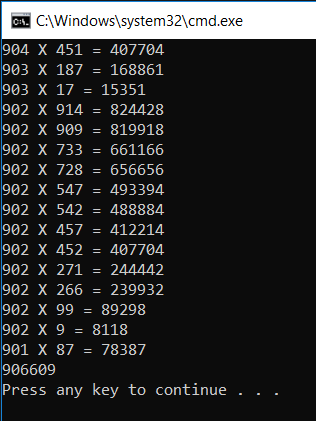 C:\Windows\system32\cmd.exe
904 X 451 = 407704
903 X 187 = 168861
903 X 17 = 15351
902 X 914 = 824428
902 X 909 = 819918
902 X 733 = 661166
902 X 728 = 656656
902 X 547 = 493394
902 X 542 = 488884
902 X 457 = 412214
902 X 452 = 407704
902 X 271 = 244442
902 X 266 = 239932
902 X 99 = 89298
902 X 9 = 8118
901 X 87 = 78387
906609
Press any key to continue . . .